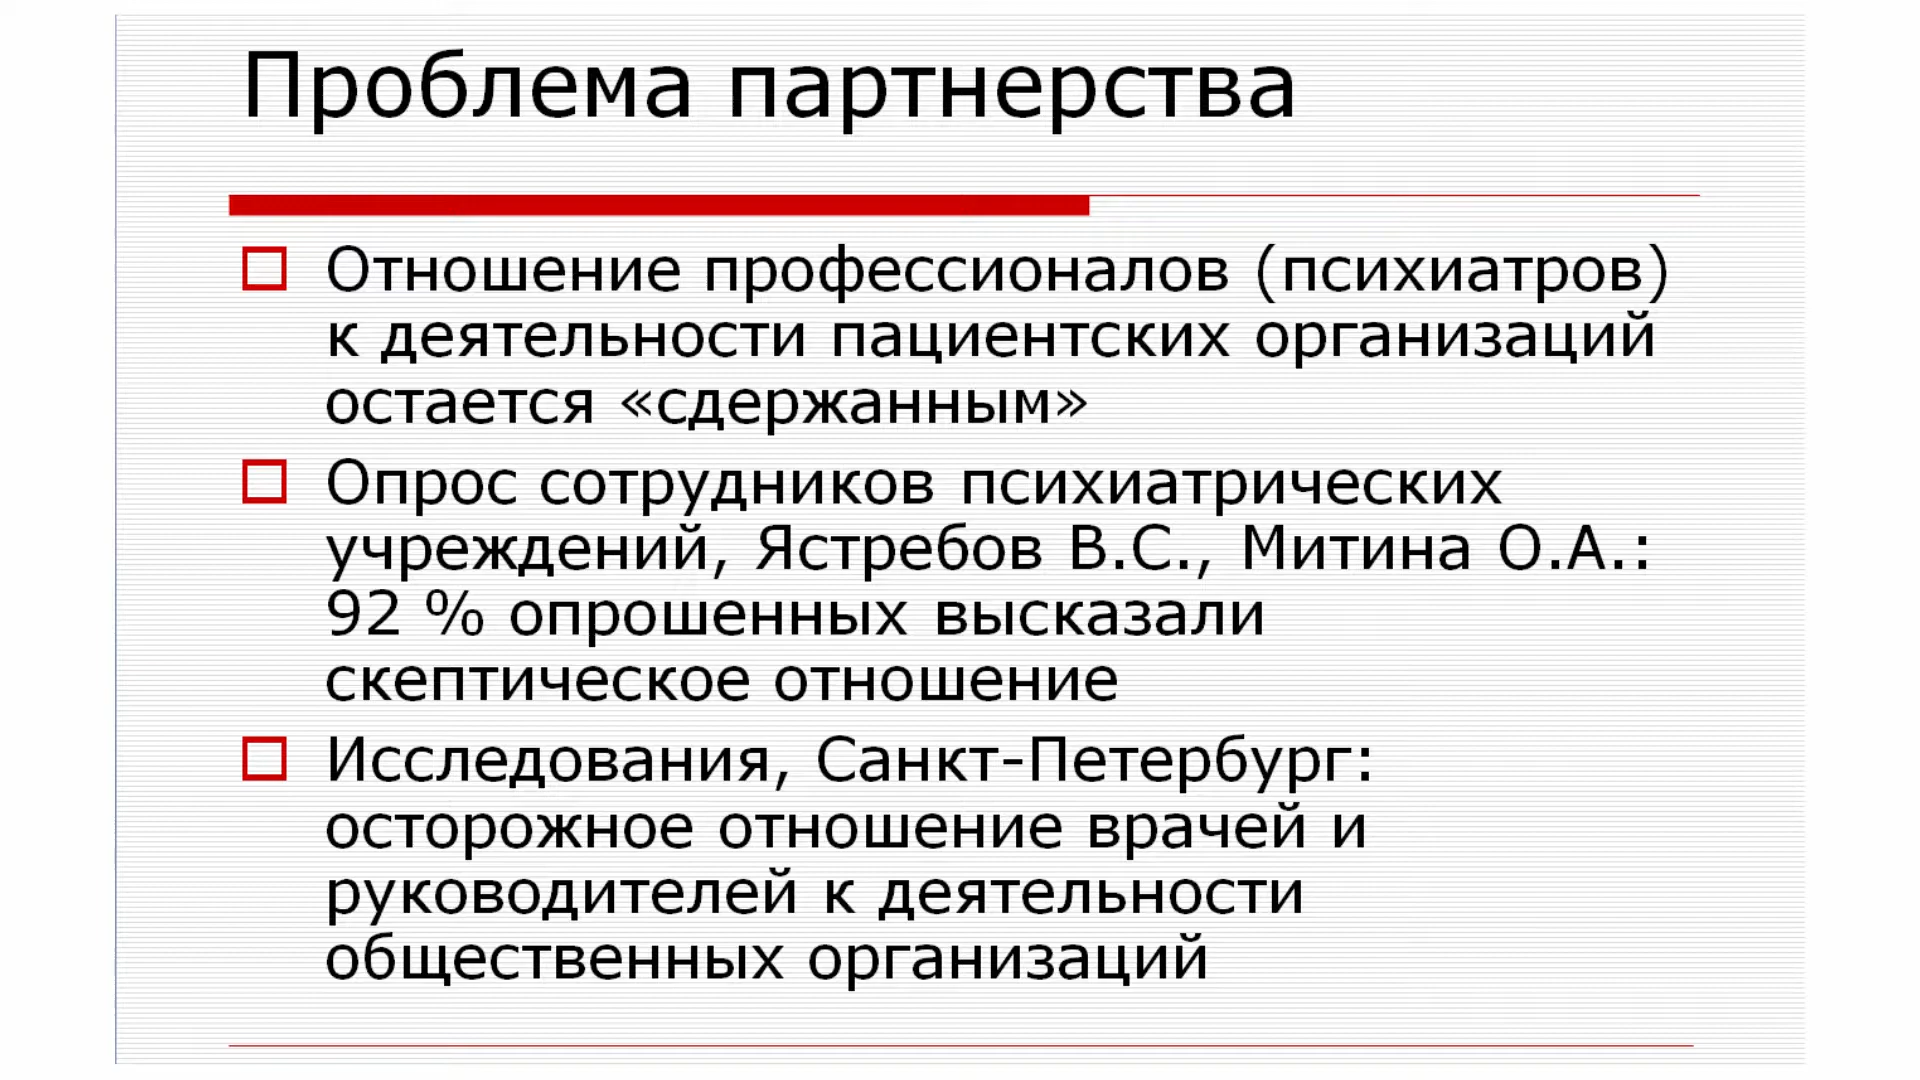 Проблема партнерства
Отношение профессионалов (психиатров)
к деятельности пациентских организаций
остается «сдержанным»
Опрос сотрудников психиатрических
учреждений, Ястребов В.С., Митина О.А.:
92 % опрошенных высказали
скептическое отношение
Исследования, Санкт-Петербург:
осторожное отношение врачей и
руководителей к деятельности
общественных организаций